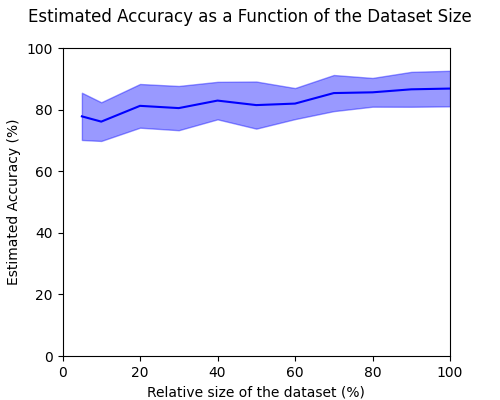 Estimated Accuracy as a Function of the Dataset Size
100
80
60
40
20
0
Estimated Accuracy (%)
0 20 40 60 80 100
Relative size of the dataset (%)